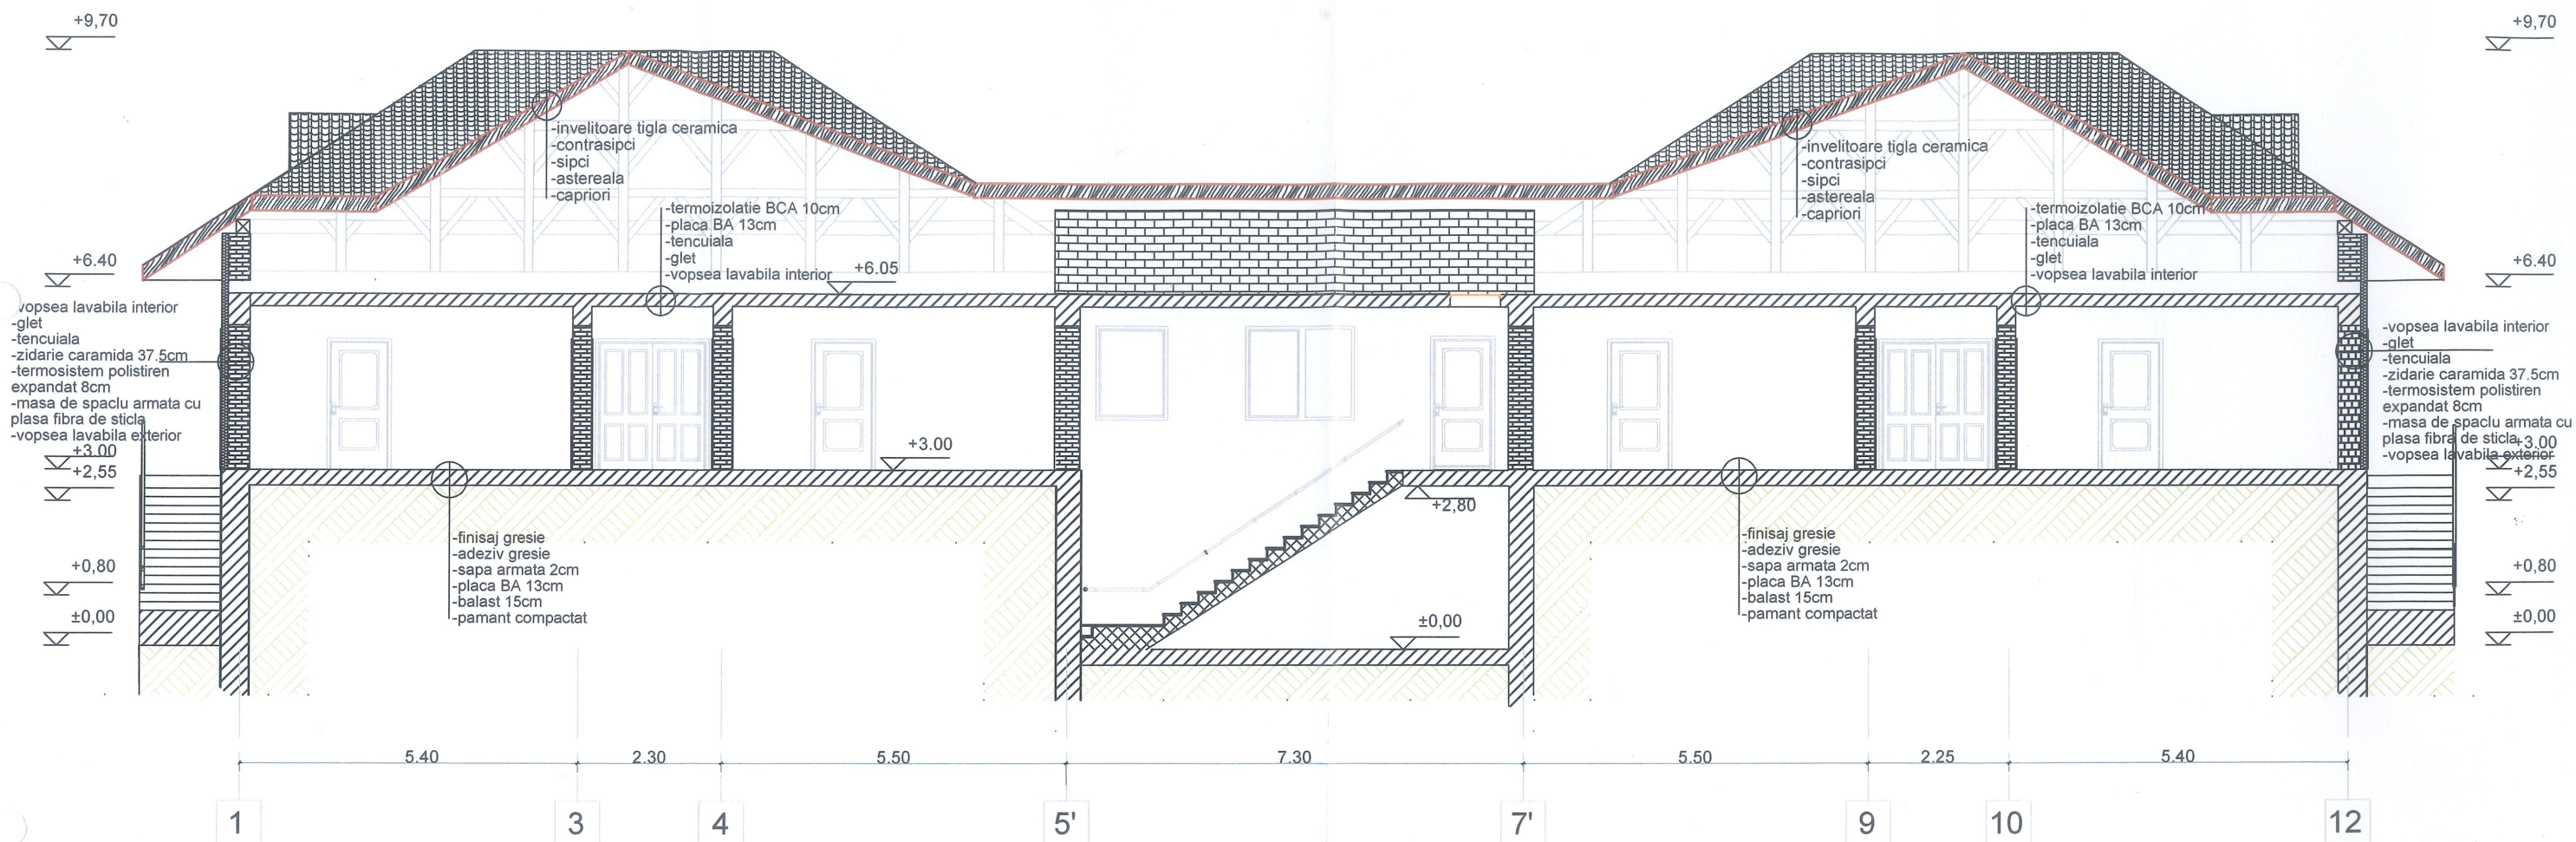 +9,70
+9,70
-invelitoare tigla ceramica
-contrasipci
-sipci
-astereala
-capriori
-invelitoare tigla ceramica
-contrasipci
-sipci
-astereala
-capriori
-termoizolatie BCA 10cm
-placa BA 13cm
-tencuiala
-glet
-vopsea lavabila interior
-termoizolatie BCA 10cm
-placa BA 13cm
-tencuiala
-glet
-vopsea lavabila interior
+6.40
+6.05
+6.40
-vopsea lavabila interior
-glet
-tencuiala
-zidarie caramida 37.5cm
-termosistem polistiren
expandat 8cm
-masa de spaclu armata cu
plasa fibra de sticla
-vopsea lavabila exterior
-vopsea lavabila interior
-glet
-tencuiala
-zidarie caramida 37.5cm
-termosistem polistiren
expandat 8cm
-masa de spaclu armata cu
plasa fibra de sticla
-vopsea lavabila exterior
+3.00
+2,55
+3.00
+3.00
+2,55
+2,80
-finisaj gresie
-adeziv gresie
-sapa armata 2cm
-placa BA 13cm
-balast 15cm
-pamant compactat
-finisaj gresie
-adeziv gresie
-sapa armata 2cm
-placa BA 13cm
-balast 15cm
-pamant compactat
+0,80
±0,00
±0,00
+0,80
±0,00
5.40
2.30
5.50
7.30
5.50
2.25
5.40
1
3
4
5'
7'
9
10
12